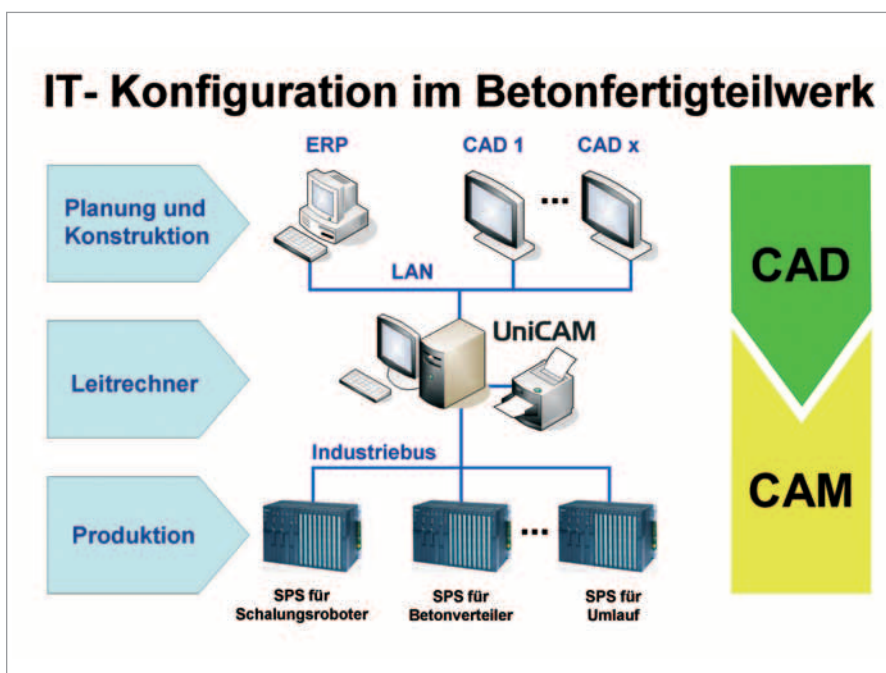 IT- Konfiguration im Betonfertigteilwerk
ERP
CAD 1
CAD x
Planung und
Konstruktion
...
LAN
CAD
UniCAM
Leitrechner
Industriebus
CAM
Produktion
...
SPS für
Schalungsroboter
SPS für
Betonverteiler
SPS für
Umlauf